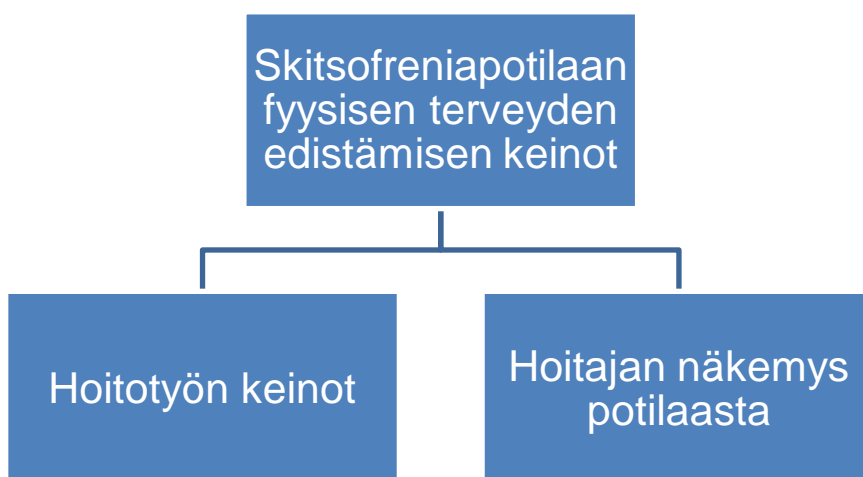 Skitsofreniapotilaan
fyysisen terveyden
edistämisen keinot
Hoitotyön keinot
Hoitajan näkemys
potilaasta